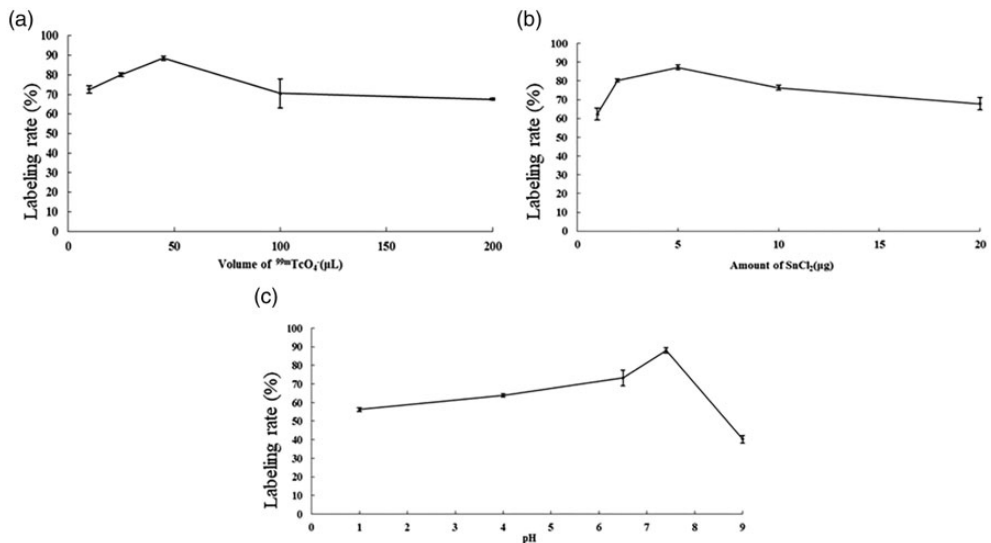 (a)
Labeling rate (%)
100
90
80
70
60
50
40
30
20
10
0
0 50 100 150 200
Volume of ⁹⁹ᵐTcO₄⁻(μL)
(b)
Labeling rate (%)
100
90
80
70
60
50
40
30
20
10
0
0 5 10 15 20
Amount of SnCl₂(μg)
(c)
Labeling rate (%)
100
90
80
70
60
50
40
30
20
10
0
0 1 2 3 4 5 6 7 8 9
pH